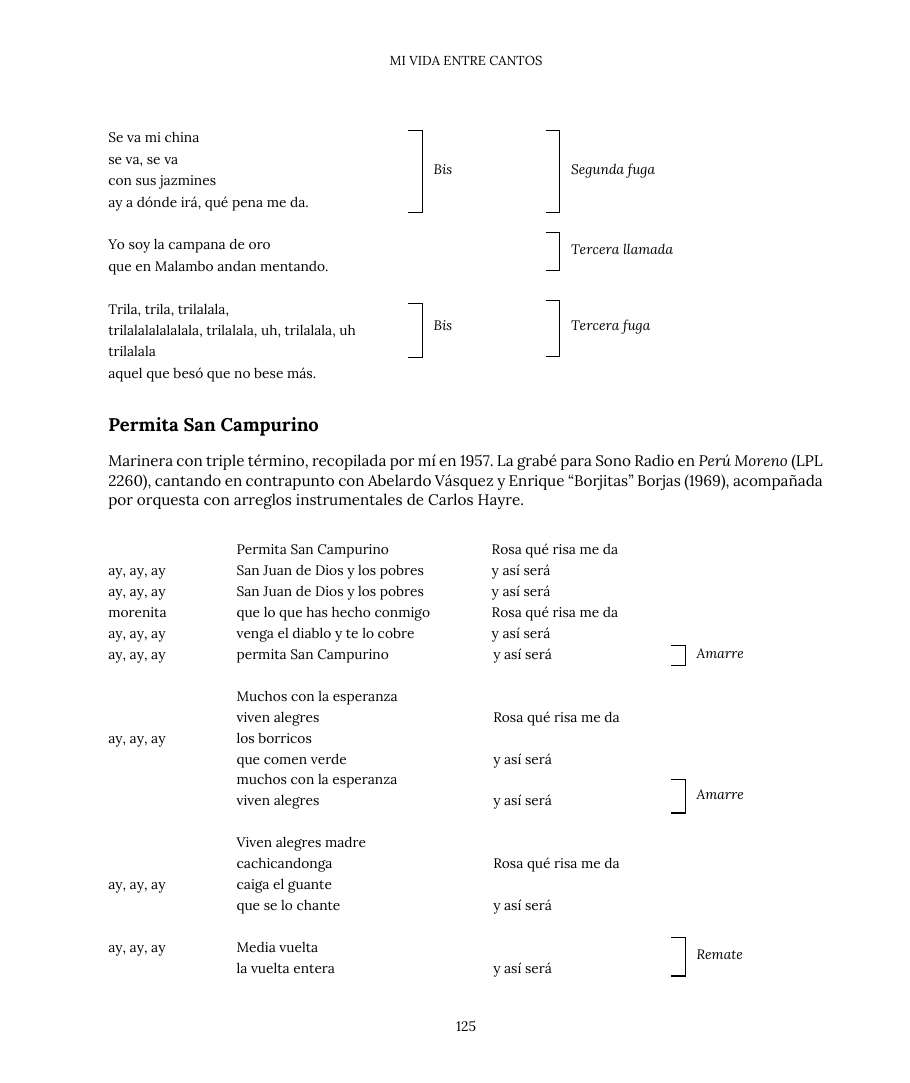 MI VIDA ENTRE CANTOS
Se va mi china
se va, se va
con sus jazmines
ay a dónde irá, qué pena me da.
Bis
Segunda fuga
Yo soy la campana de oro
que en Malambo andan mentando.
Tercera llamada
Trila, trila, trilalala,
trilalalalalalala, trilalala, uh, trilalala, uh
trilalala
aquel que besó que no bese más.
Bis
Tercera fuga
Permita San Campurino
Marinera con triple término, recopilada por mí en 1957. La grabé para Sono Radio en Perú Moreno (LPL
2260), cantando en contrapunto con Abelardo Vásquez y Enrique “Borjitas” Borjas (1969), acompañada
por orquesta con arreglos instrumentales de Carlos Hayre.
Permita San Campurino Rosa qué risa me da
ay, ay, ay San Juan de Dios y los pobres y así será
ay, ay, ay San Juan de Dios y los pobres y así será
morenita que lo que has hecho conmigo Rosa qué risa me da
ay, ay, ay venga el diablo y te lo cobre y así será
ay, ay, ay permita San Campurino y así será Amarre
Muchos con la esperanza
viven alegres Rosa qué risa me da
ay, ay, ay los borricos
que comen verde y así será
muchos con la esperanza
viven alegres y así será
Amarre
Viven alegres madre
cachicandonga Rosa qué risa me da
ay, ay, ay caiga el guante
que se lo chante y así será
ay, ay, ay Media vuelta
la vuelta entera y así será
Remate
125